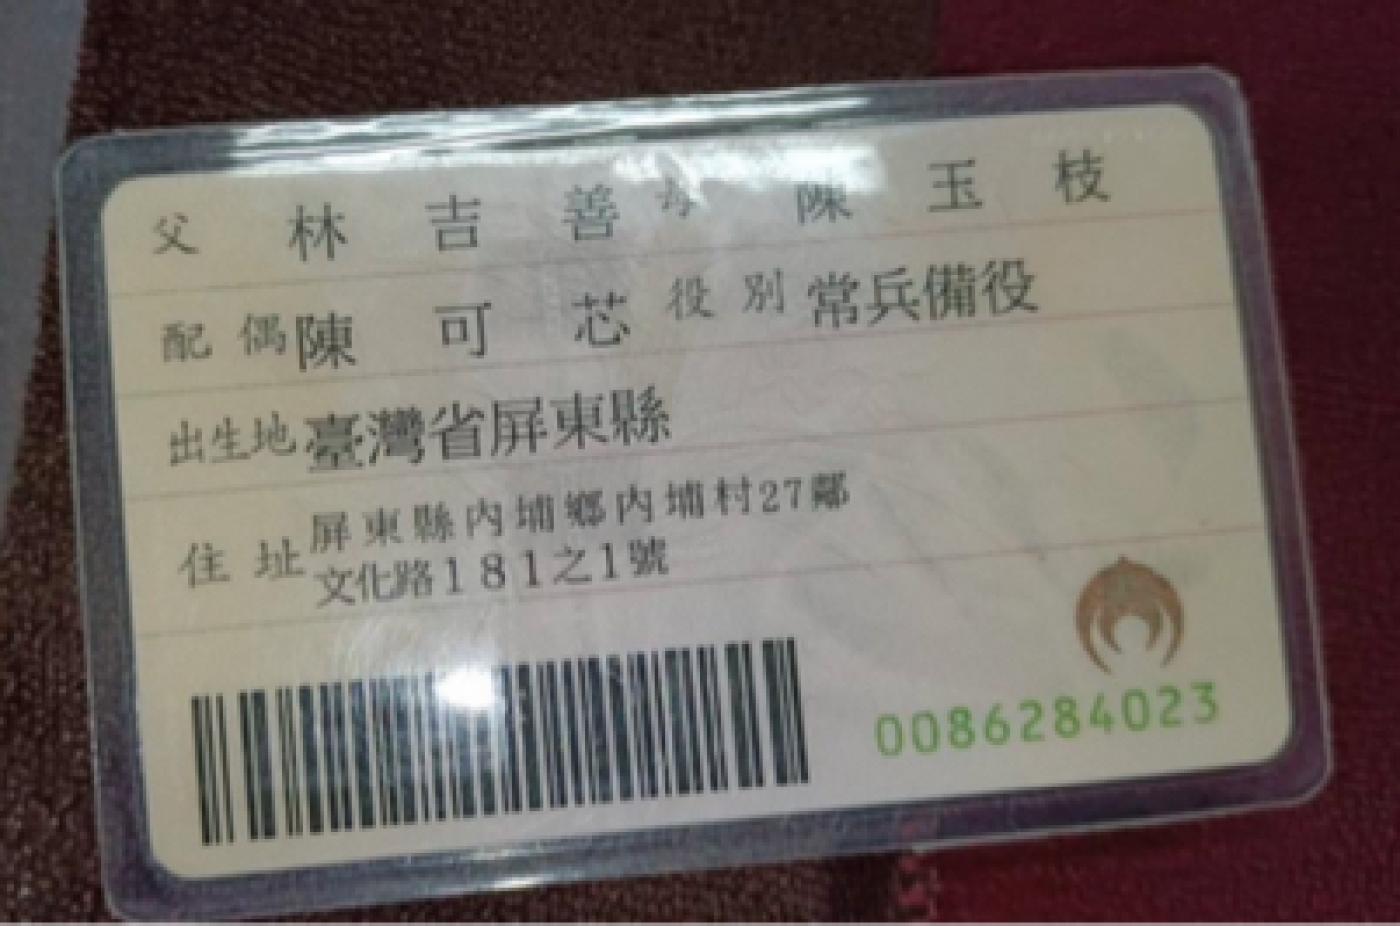 父 林吉善 母 陳玉枝
配偶 陳可芯 役別 常兵備役
出生地 臺灣省屏東縣
住址 屏東縣內埔鄉內埔村27鄰
文化路181之1號
0086284023